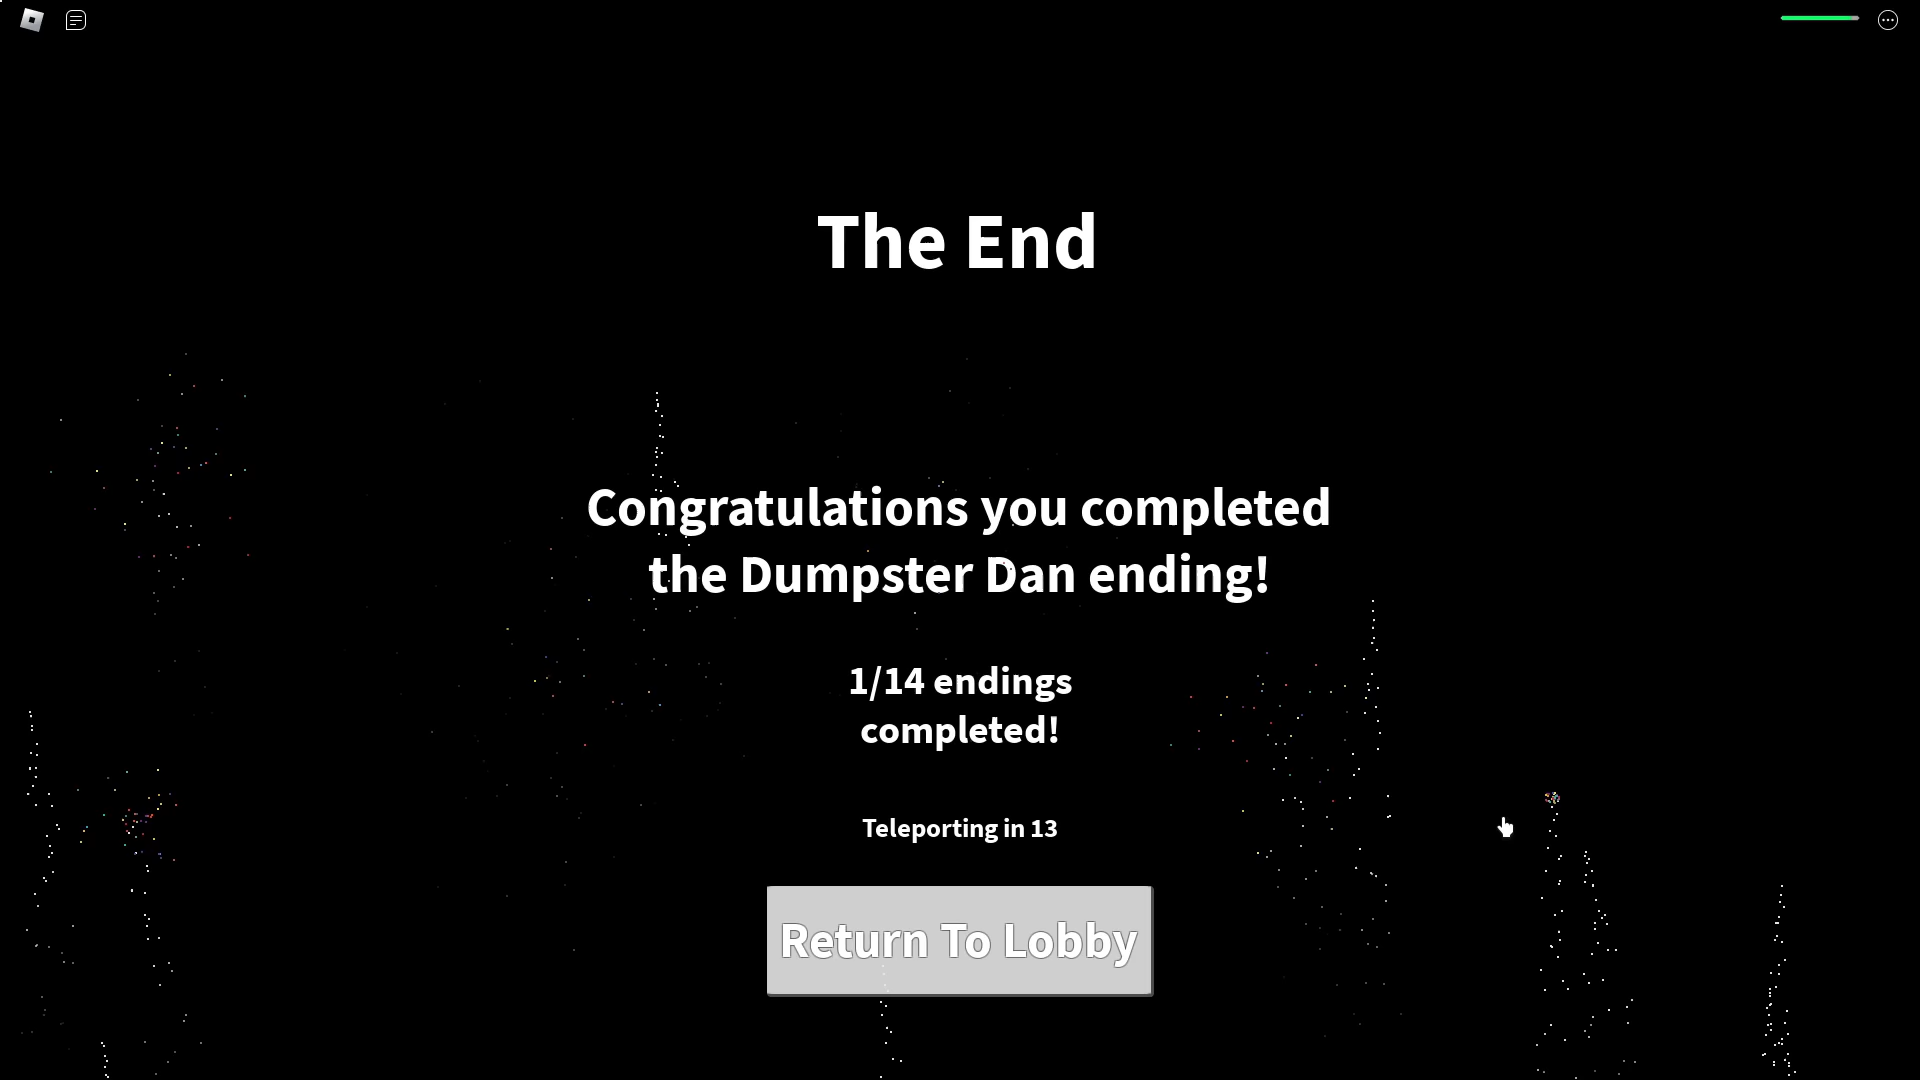 The End
Congratulations you completed
the Dumpster Dan ending!
1/14 endings
completed!
Teleporting in 13
Return To Lobby